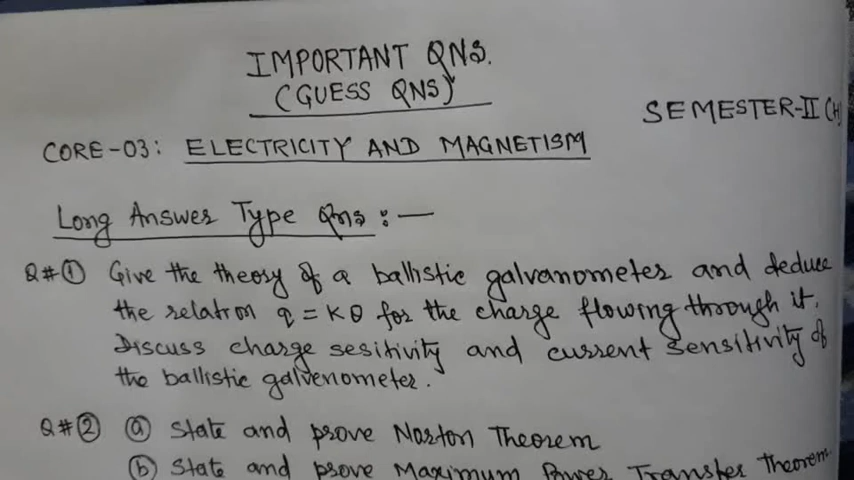 IMPORTANT QNS.
(GUESS QNS)
SEMESTER-II (H)
CORE-03: ELECTRICITY AND MAGNETISM
Long Answer Type Qns:—
Q#① Give the theory of a ballistic galvanometer and deduce
the relation q = Kθ for the charge flowing through it.
Discuss charge sesitivity and current sensitivity of
the ballistic galvenometer.
Q#② ⓐ State and prove Norton Theorem
ⓑ State and prove Maximum Power Transfer Theorem.